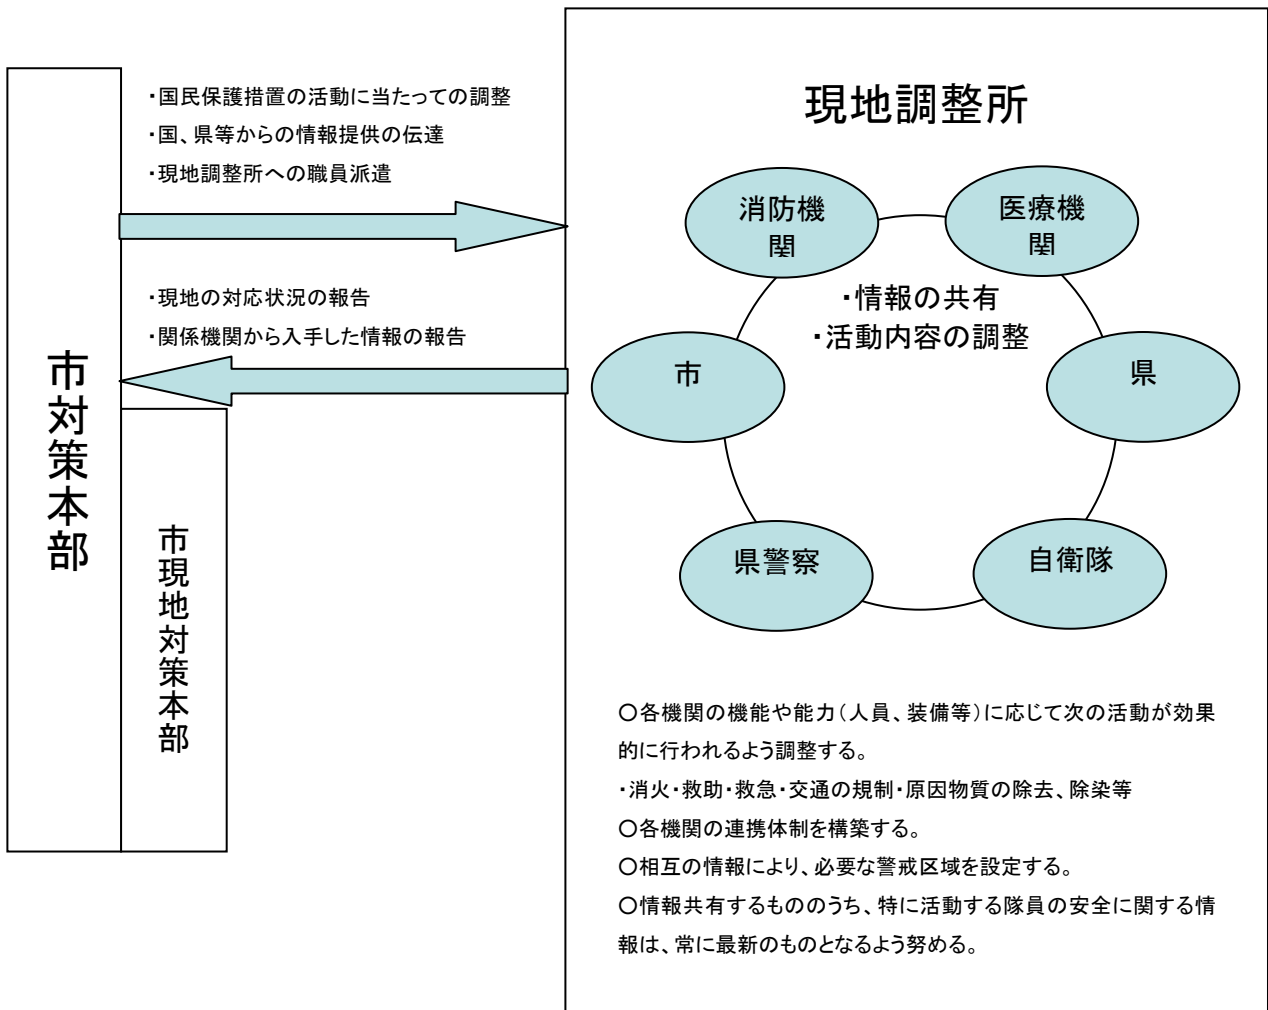 ・国民保護措置の活動に当たっての調整
・国、県等からの情報提供の伝達
・現地調整所への職員派遣
・現地の対応状況の報告
・関係機関から入手した情報の報告
市対策本部
市現地対策本部
現地調整所
消防機
関
医療機
関
・情報の共有
・活動内容の調整
市
県
県警察
自衛隊
○各機関の機能や能力（人員、装備等）に応じて次の活動が効果
的に行われるよう調整する。
・消火・救助・救急・交通の規制・原因物質の除去、除染等
○各機関の連携体制を構築する。
○相互の情報により、必要な警戒区域を設定する。
○情報共有するもののうち、特に活動する隊員の安全に関する情
報は、常に最新のものとなるよう努める。